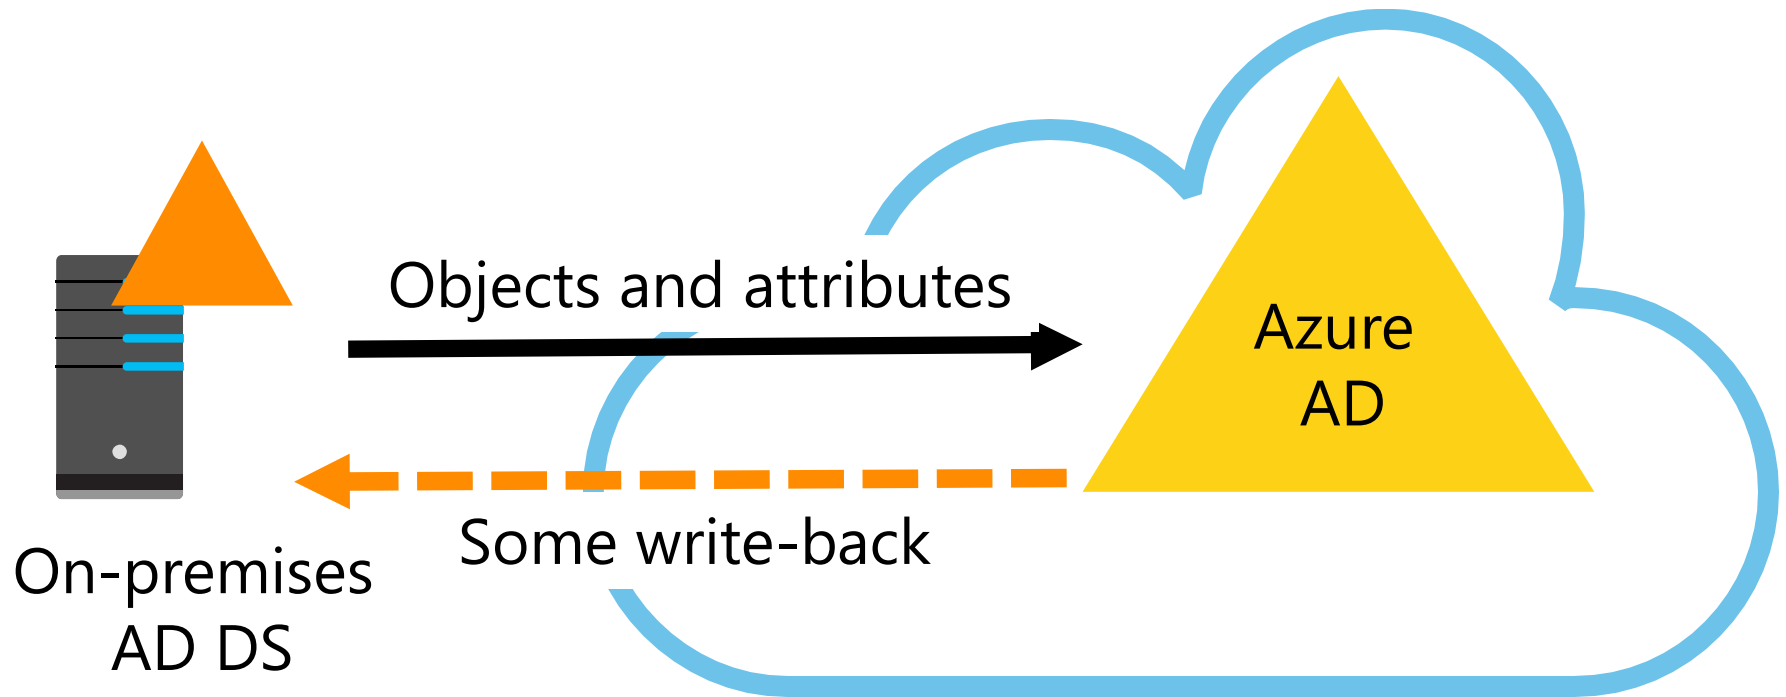 Objects and attributes
Azure
AD
Some write-back
On-premises
AD DS